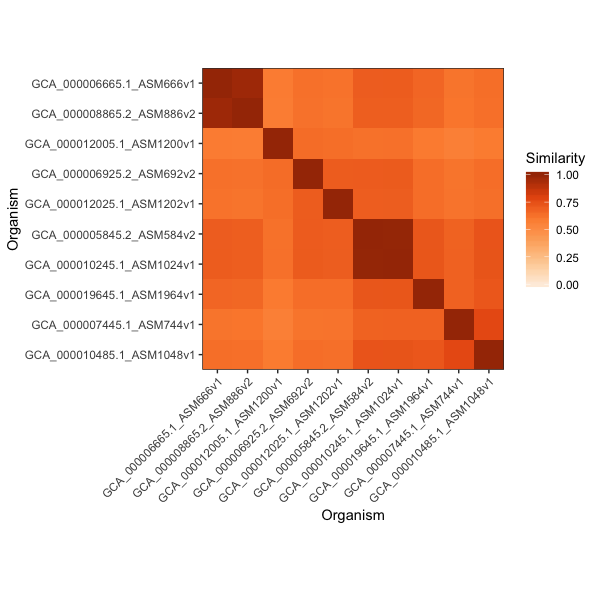 GCA_000006665.1_ASM666v1
GCA_000008865.2_ASM886v2
GCA_000012005.1_ASM1200v1
GCA_000006925.2_ASM692v2
GCA_000012025.1_ASM1202v1
GCA_000005845.2_ASM584v2
GCA_000010245.1_ASM1024v1
GCA_000019645.1_ASM1964v1
GCA_000007445.1_ASM744v1
GCA_000010485.1_ASM1048v1
Organism
GCA_000006665.1_ASM666v1
GCA_000008865.2_ASM886v2
GCA_000012005.1_ASM1200v1
GCA_000006925.2_ASM692v2
GCA_000012025.1_ASM1202v1
GCA_000005845.2_ASM584v2
GCA_000010245.1_ASM1024v1
GCA_000019645.1_ASM1964v1
GCA_000007445.1_ASM744v1
GCA_000010485.1_ASM1048v1
Organism
Similarity
1.00
0.75
0.50
0.25
0.00